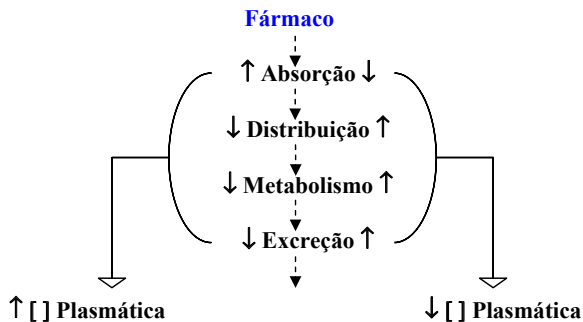 Fármaco
↑ Absorção ↓
↓ Distribuição ↑
↓ Metabolismo ↑
↓ Excreção ↑
↑ [ ] Plasmática
↓ [ ] Plasmática